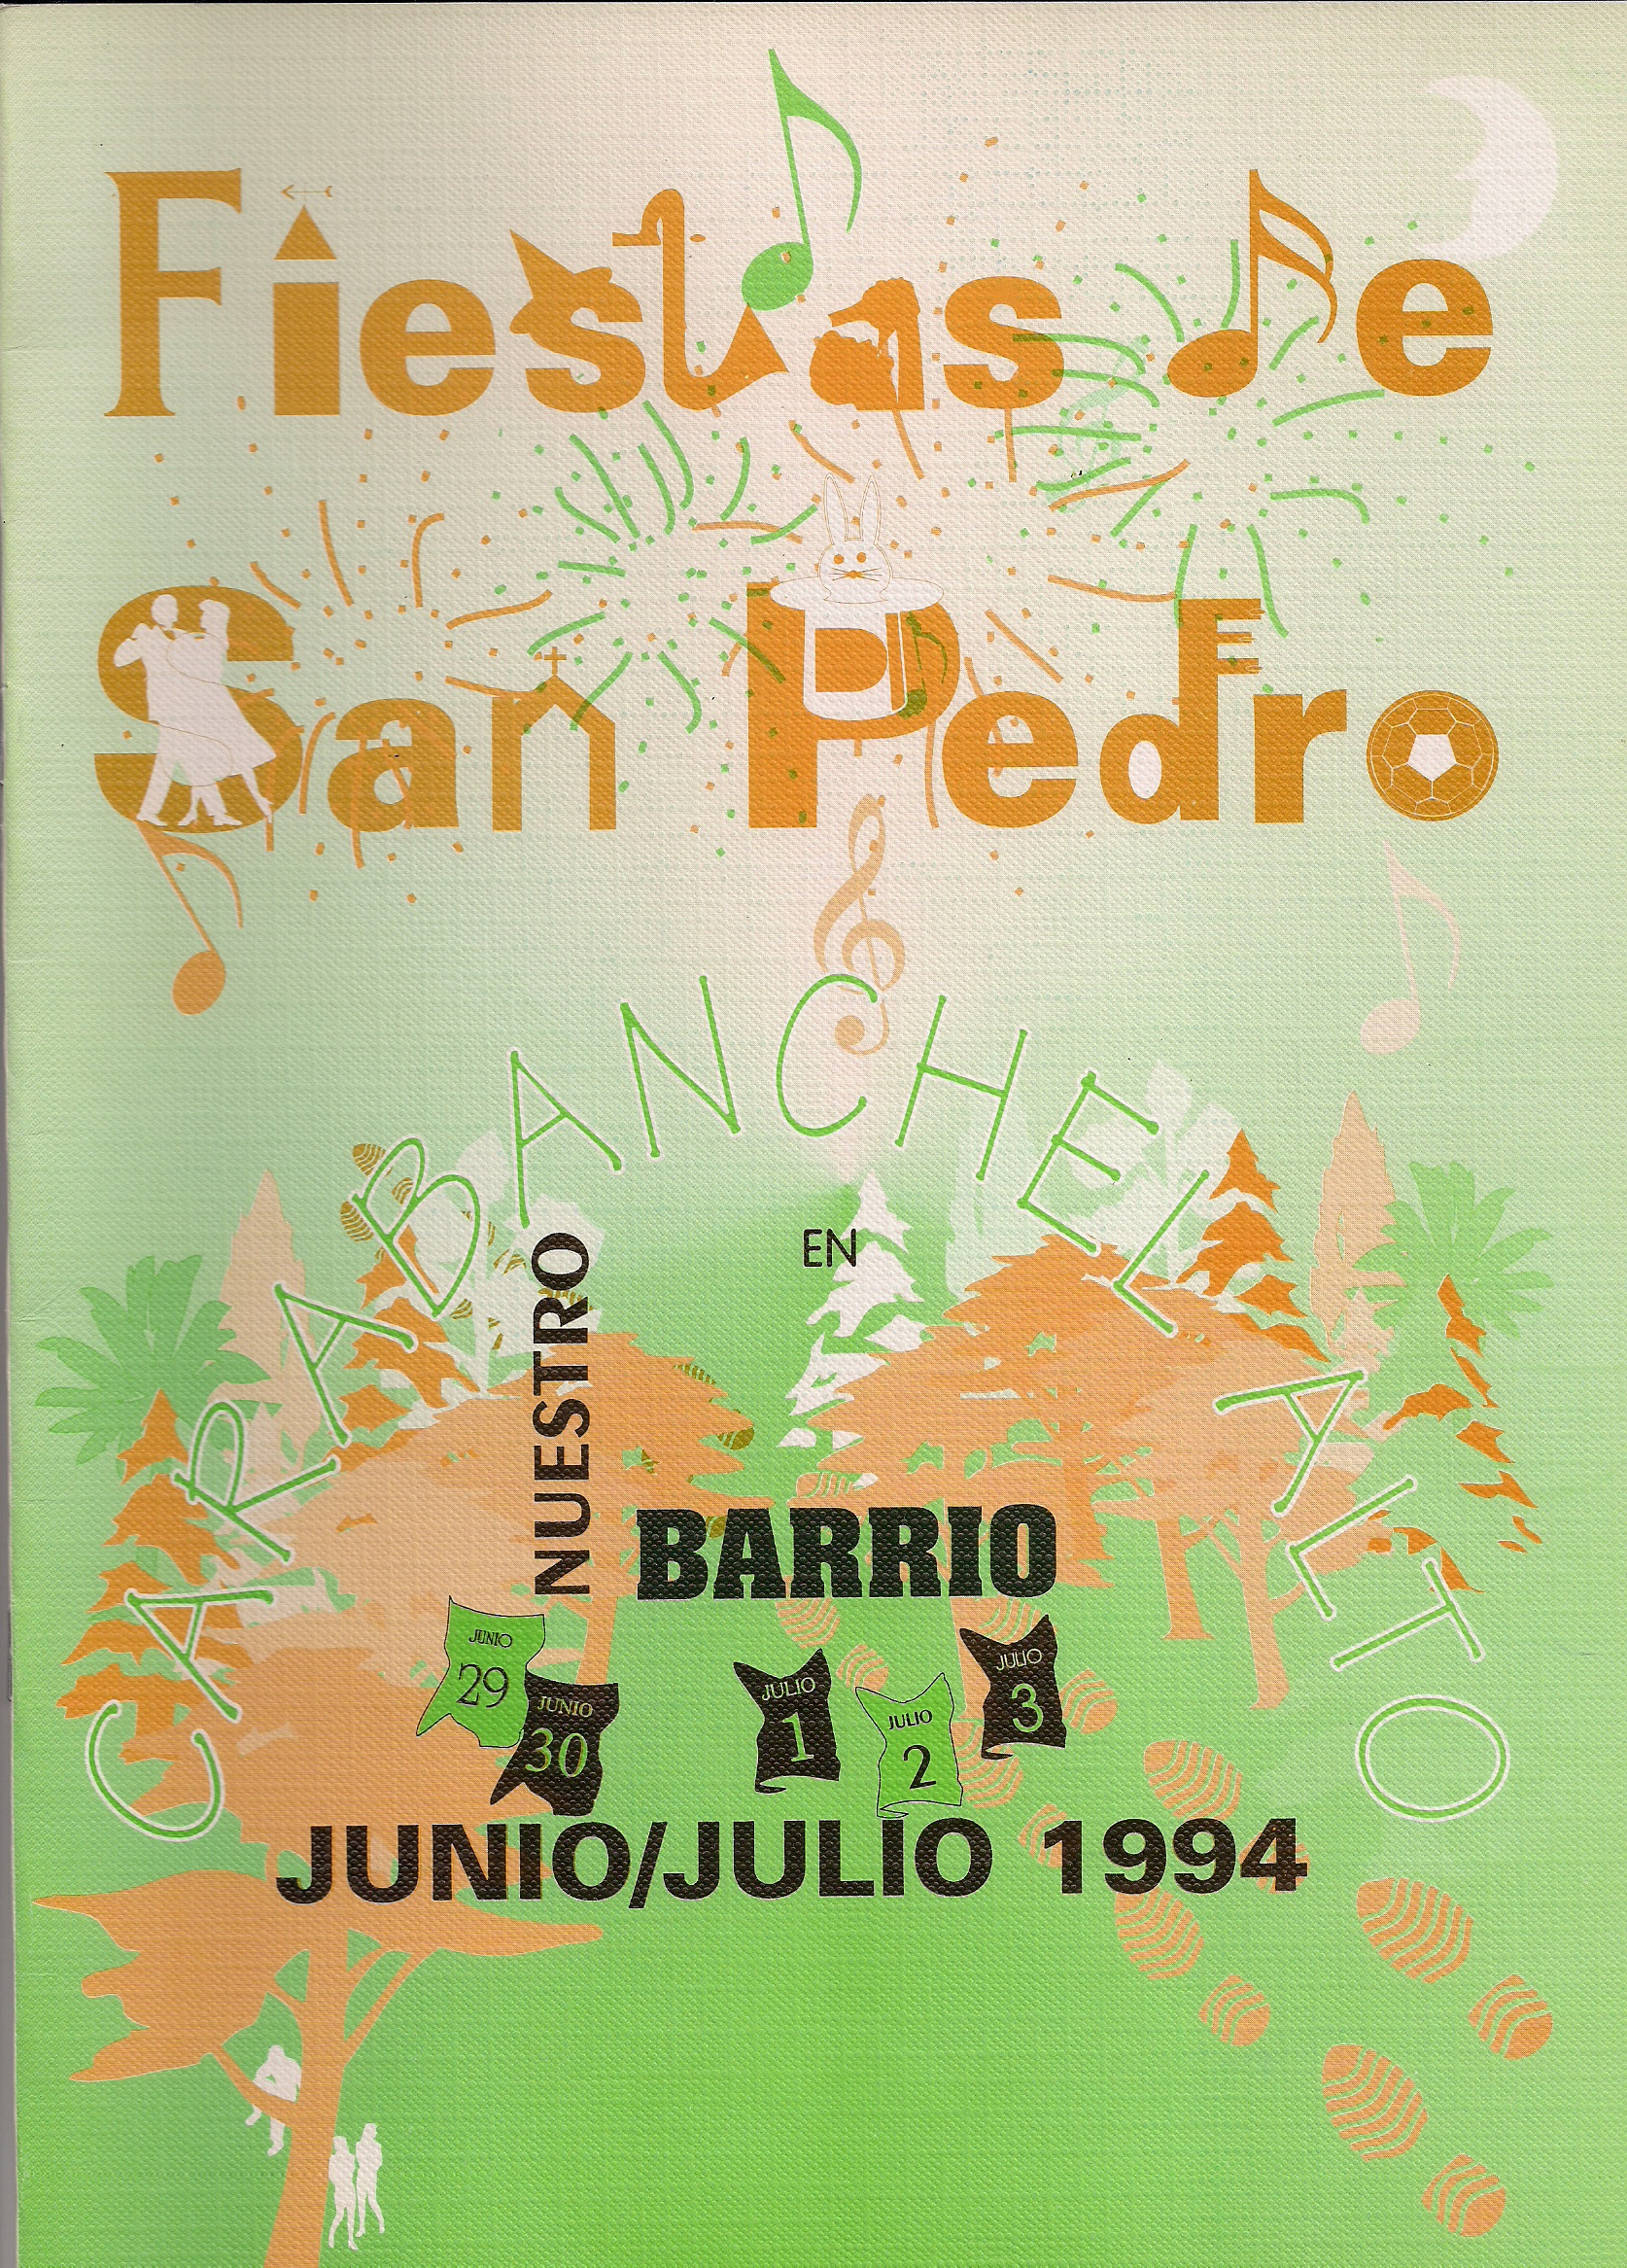 Fiestas de
San Pedro
CARABANCHEL ALTO
EN
NUESTRO
BARRIO
JUNIO
29
JUNIO
30
JULIO
1
JULIO
2
JULIO
3
JUNIO/JULIO 1994